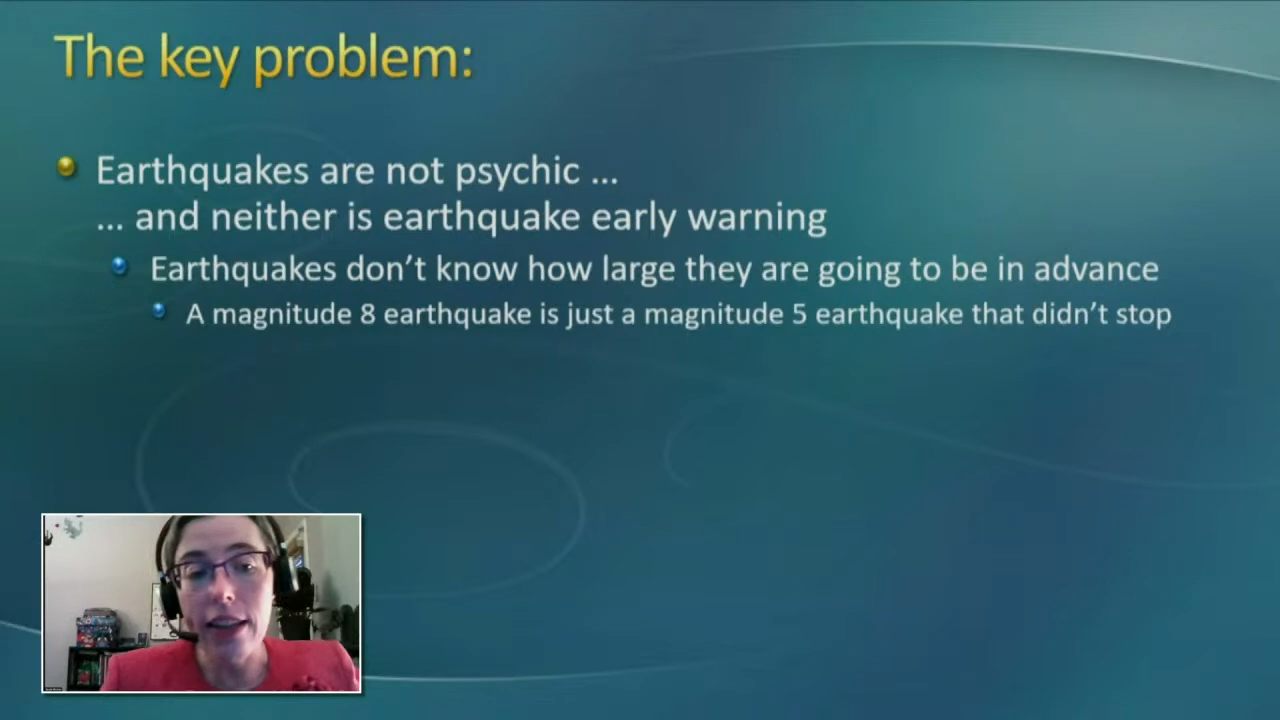 The key problem:
Earthquakes are not psychic ...
... and neither is earthquake early warning
Earthquakes don’t know how large they are going to be in advance
A magnitude 8 earthquake is just a magnitude 5 earthquake that didn’t stop